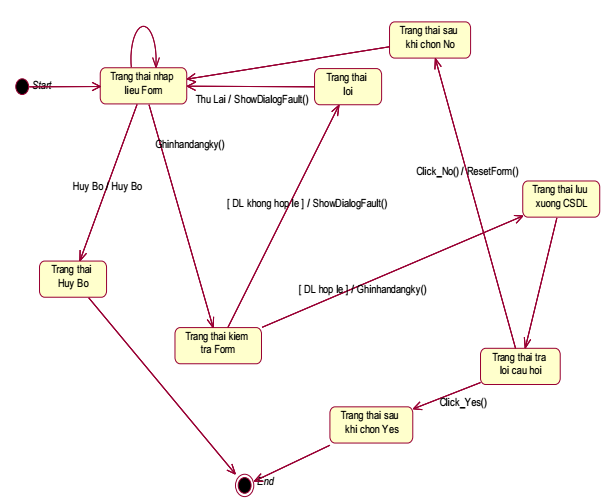 Trang thai sau
khi chon No
Trang thai nhap
lieu Form
Start
Trang thai
loi
Thu Lai / ShowDialogFault()
Ghinhandangky()
Click_No() / ResetForm()
Huy Bo / Huy Bo
Trang thai luu
xuong CSDL
[ DL khong hop le ] / ShowDialogFault()
Trang thai
Huy Bo
[ DL hop le ] / Ghinhandangky()
Trang thai kiem
tra Form
Trang thai tra
loi cau hoi
Click_Yes()
Trang thai sau
khi chon Yes
End